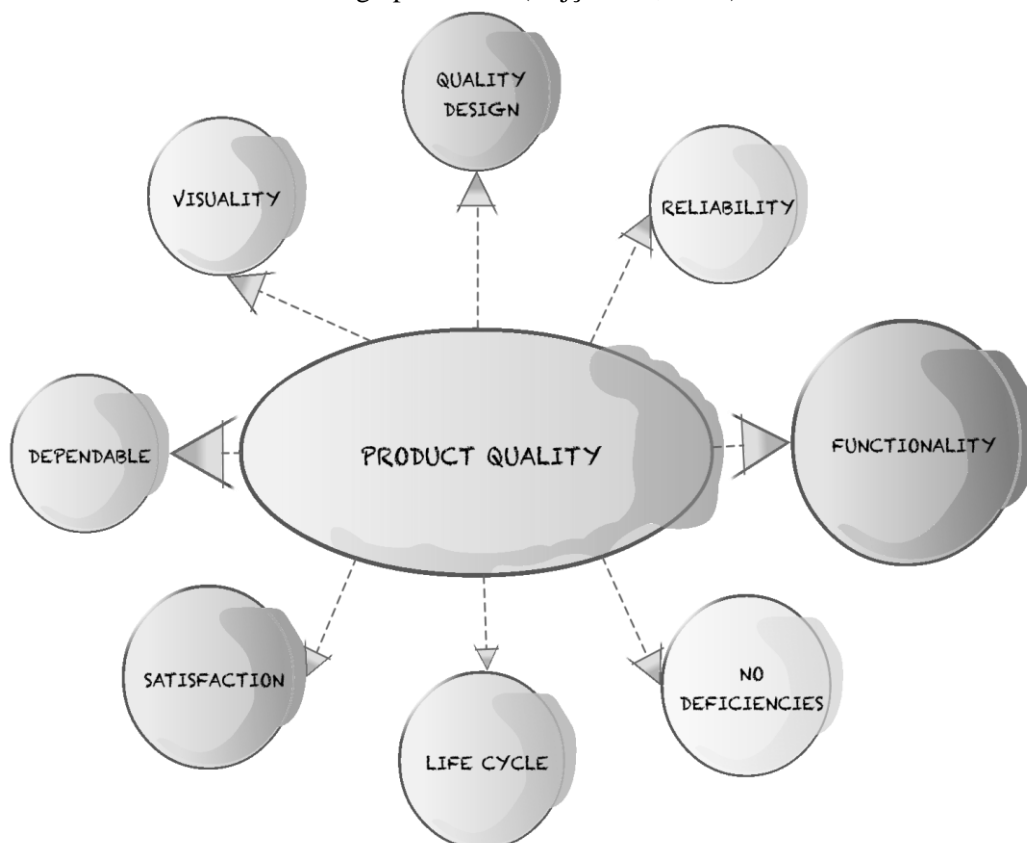 QUALITY
DESIGN
VISUALITY
RELIABILITY
DEPENDABLE
PRODUCT QUALITY
FUNCTIONALITY
SATISFACTION
NO
DEFICIENCIES
LIFE CYCLE